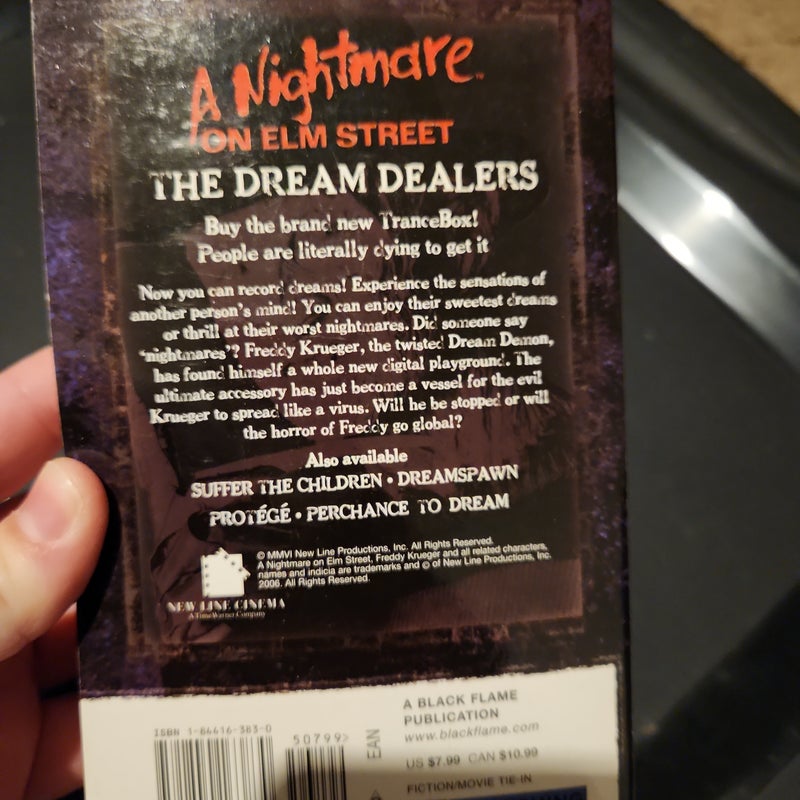 A Nightmare™
ON ELM STREET
THE DREAM DEALERS
Buy the brand new TranceBox!
People are literally dying to get it
Now you can record dreams! Experience the sensations of
another person's mind! You can enjoy their sweetest dreams
or thrill at their worst nightmares. Did someone say
'nightmares'? Freddy Krueger, the twisted Dream Demon,
has found himself a whole new digital playground. The
ultimate accessory has just become a vessel for the evil
Krueger to spread like a virus. Will he be stopped or will
the horror of Freddy go global?
Also available
SUFFER THE CHILDREN • DREAMSPAWN
PROTÉGÉ • PERCHANCE TO DREAM
© MMVI New Line Productions, Inc. All Rights Reserved.
A Nightmare on Elm Street, Freddy Krueger and all related characters,
names and indicia are trademarks and © of New Line Productions, Inc.
2006. All Rights Reserved.
NEW LINE CINEMA
A Time Warner Company
A BLACK FLAME
PUBLICATION
www.blackflame.com
ISBN 1-84416-383-0
50799>
EAN
US $7.99 CAN $10.99
FICTION/MOVIE TIE-IN